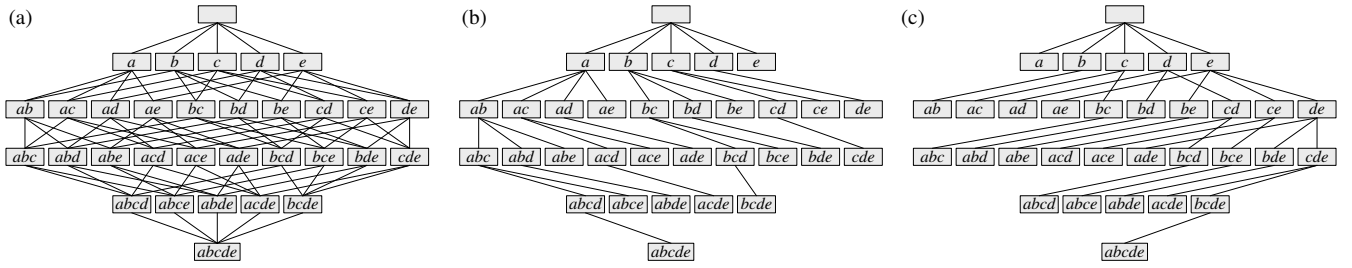 (a)
a b c d e
ab ac ad ae bc bd be cd ce de
abc abd abe acd ace ade bcd bce bde cde
abcd abce abde acde bcde
abcde
(b)
a b c d e
ab ac ad ae bc bd be cd ce de
abc abd abe acd ace ade bcd bce bde cde
abcd abce abde acde bcde
abcde
(c)
a b c d e
ab ac ad ae bc bd be cd ce de
abc abd abe acd ace ade bcd bce bde cde
abcd abce abde acde bcde
abcde